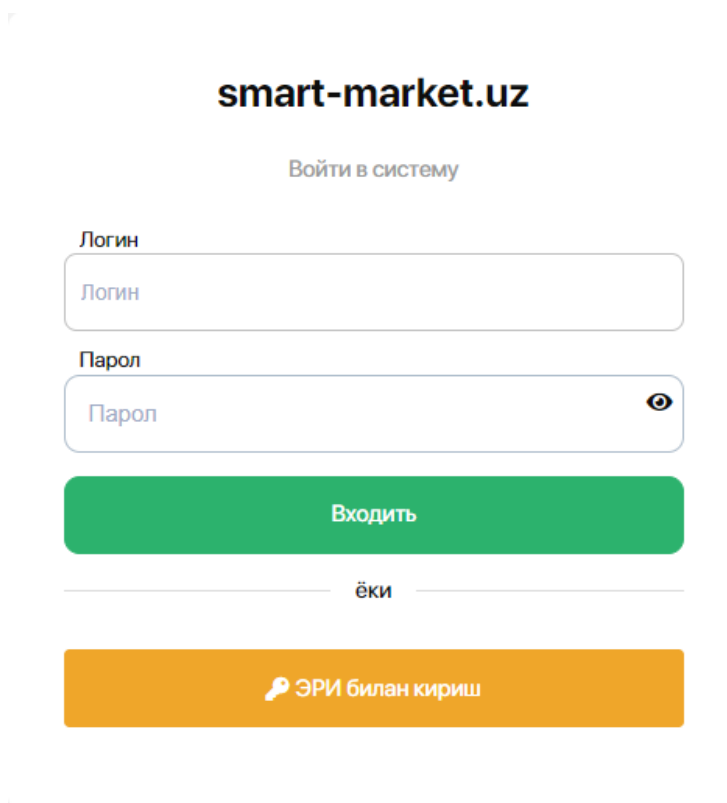 smart-market.uz
Войти в систему
Логин
Логин
Парол
Парол
Входить
ёки
ЭРИ билан кириш